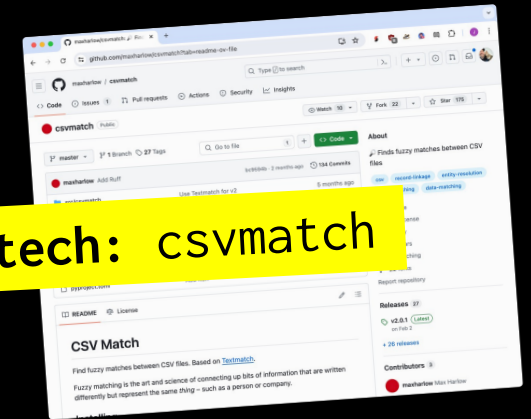 maxharlow/csvmatch: 🔎 Fi
github.com/maxharlow/csvmatch?tab=readme-ov-file
maxharlow / csvmatch
Type / to search
Code
Issues 1
Pull requests
Actions
Security
Insights
csvmatch Public
Watch 10
Fork 22
Star 175
master
1 Branch
27 Tags
Go to file
Code
About
🔎 Finds fuzzy matches between CSV
files
maxharlow Add Ruff
3 months ago
134 Commits
csv record-linkage entity-resolution
data-matching
Use Textmatch for v2
5 months ago
tech: csvmatch
pyproject.toml
Report repository
README
License
Releases 27
v2.0.1 Latest
on Feb 2
+ 26 releases
CSV Match
Find fuzzy matches between CSV files. Based on Textmatch.
Fuzzy matching is the art and science of connecting up bits of information that are written
differently but represent the same thing – such as a person or company.
Contributors 3
maxharlow Max Harlow